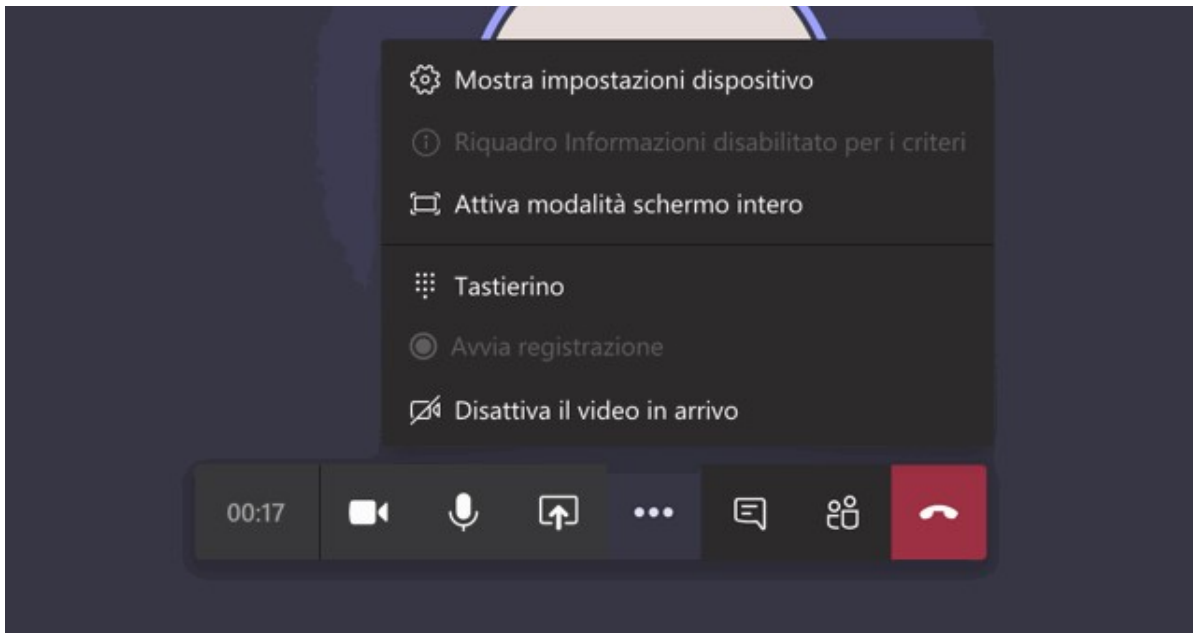 Mostra impostazioni dispositivo
Riquadro Informazioni disabilitato per i criteri
Attiva modalità schermo intero
Tastierino
Avvia registrazione
Disattiva il video in arrivo
00:17